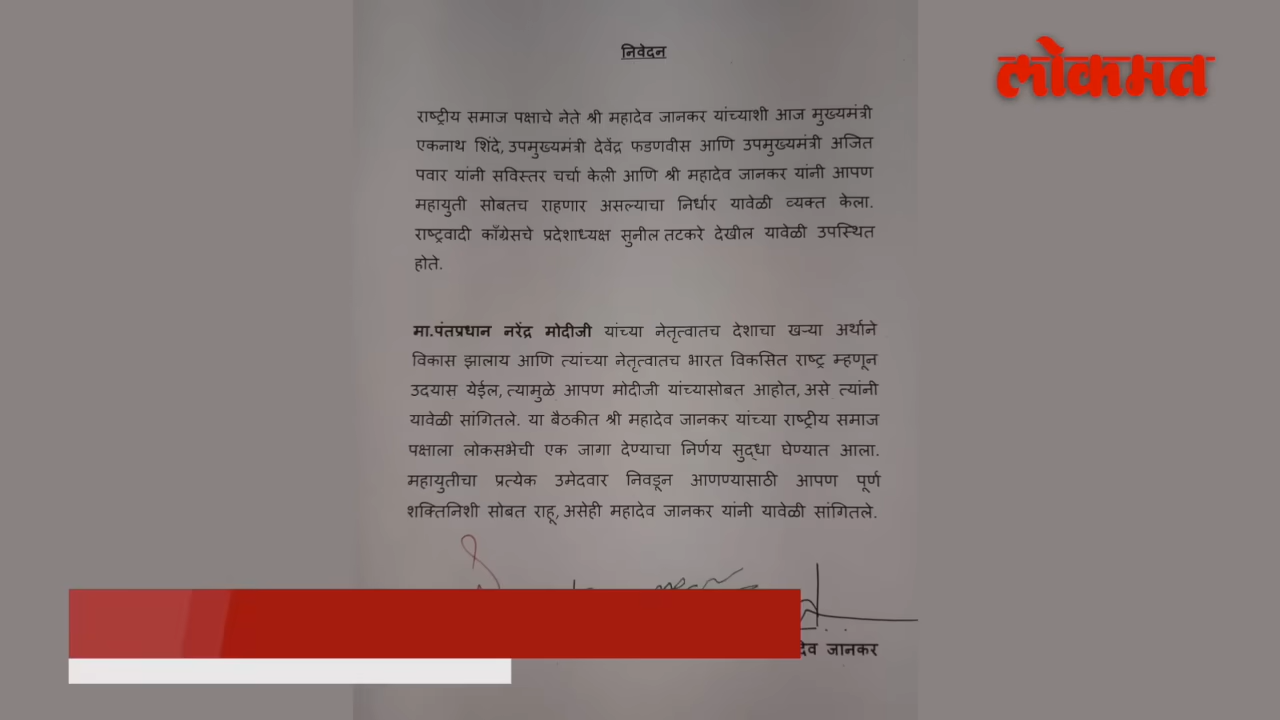 लोकमत
निवेदन
राष्ट्रीय समाज पक्षाचे नेते श्री महादेव जानकर यांच्याशी आज मुख्यमंत्री
एकनाथ शिंदे, उपमुख्यमंत्री देवेंद्र फडणवीस आणि उपमुख्यमंत्री अजित
पवार यांनी सविस्तर चर्चा केली आणि श्री महादेव जानकर यांनी आपण
महायुती सोबतच राहणार असल्याचा निर्धार यावेळी व्यक्त केला.
राष्ट्रवादी काँग्रेसचे प्रदेशाध्यक्ष सुनील तटकरे देखील यावेळी उपस्थित
होते.
मा.पंतप्रधान नरेंद्र मोदीजी यांच्या नेतृत्वातच देशाचा खऱ्या अर्थाने
विकास झालाय आणि त्यांच्या नेतृत्वातच भारत विकसित राष्ट्र म्हणून
उदयास येईल, त्यामुळे आपण मोदीजी यांच्यासोबत आहोत, असे त्यांनी
यावेळी सांगितले. या बैठकीत श्री महादेव जानकर यांच्या राष्ट्रीय समाज
पक्षाला लोकसभेची एक जागा देण्याचा निर्णय सुद्धा घेण्यात आला.
महायुतीचा प्रत्येक उमेदवार निवडून आणण्यासाठी आपण पूर्ण
शक्तिनिशी सोबत राहू, असेही महादेव जानकर यांनी यावेळी सांगितले.
जानकर